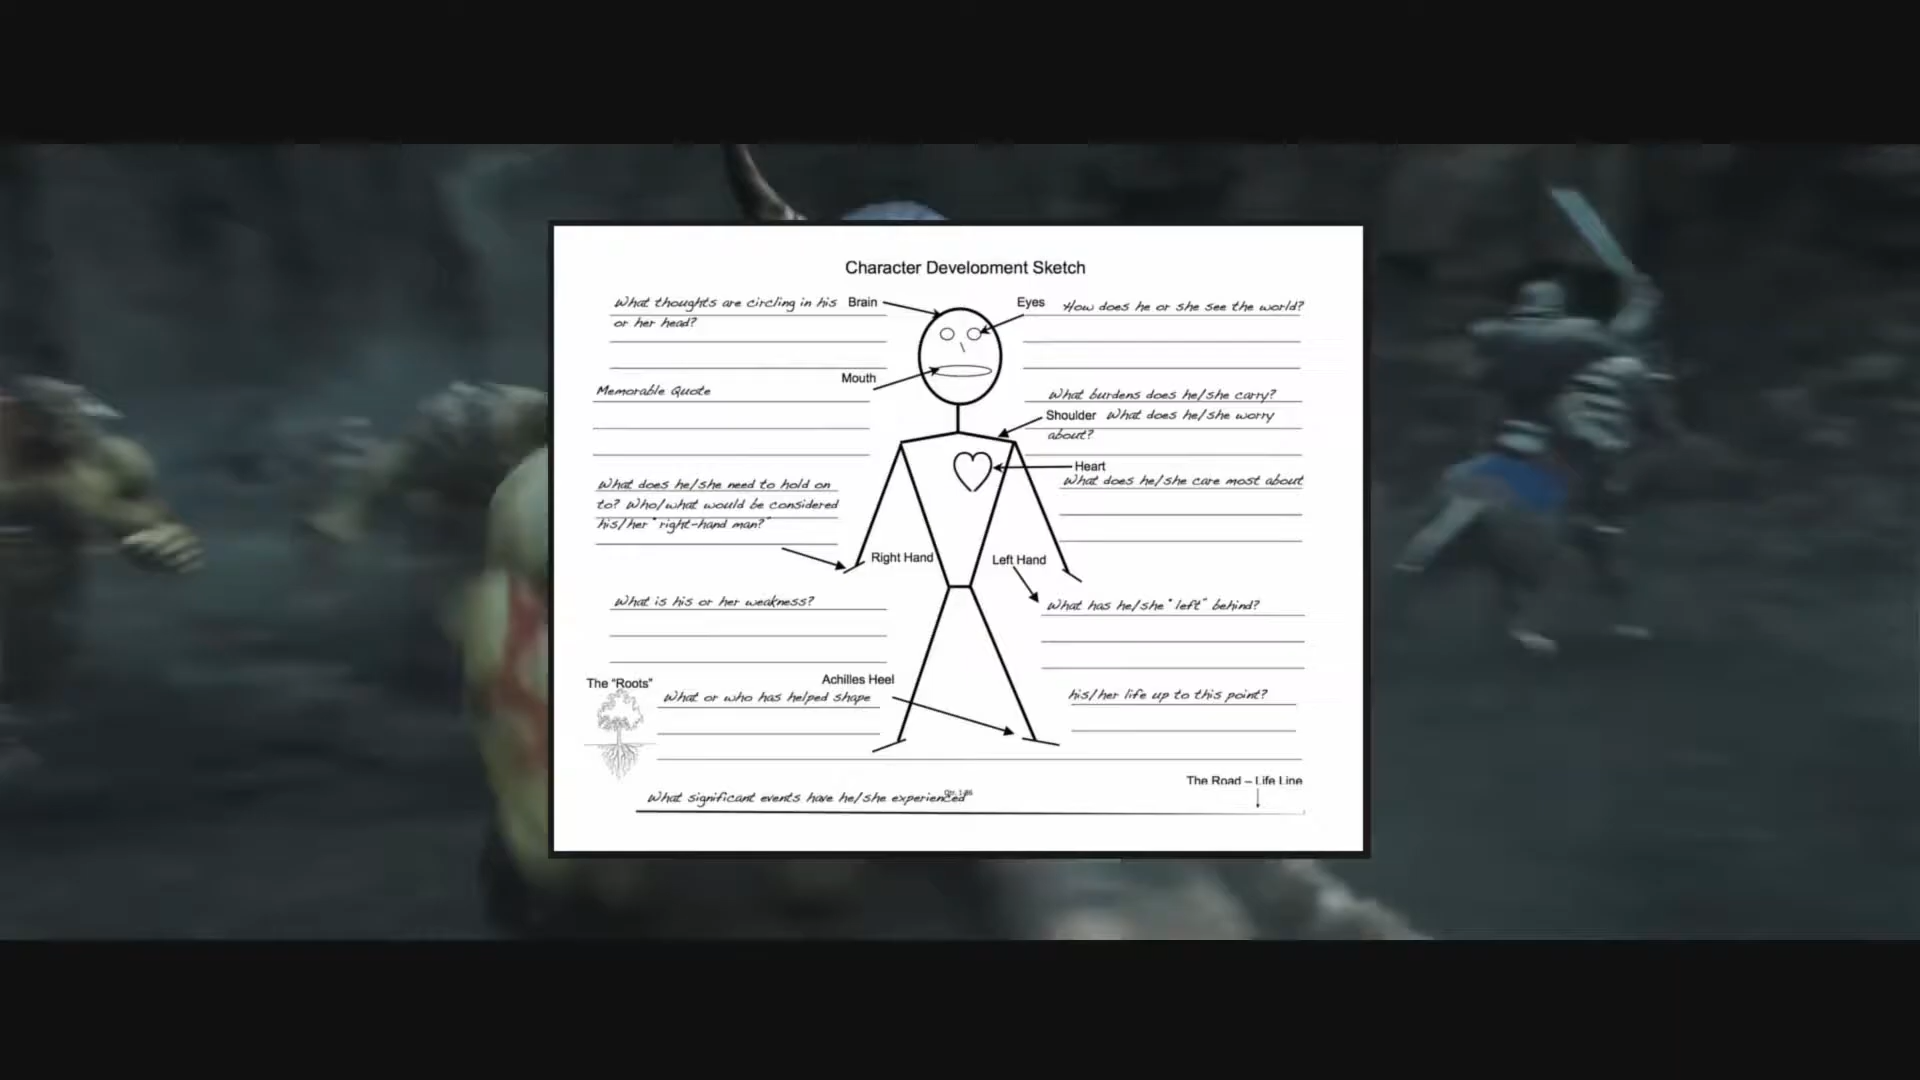 Character Development Sketch
What thoughts are circling in his
or her head?
Brain
Eyes
How does he or she see the world?
Mouth
Memorable Quote
What burdens does he/she carry?
Shoulder What does he/she worry
about?
Heart
What does he/she care most about
What does he/she need to hold on
to? Who/what would be considered
his/her "right-hand man?"
Right Hand
Left Hand
What is his or her weakness?
What has he/she "left" behind?
Achilles Heel
The "Roots"
What or who has helped shape
his/her life up to this point?
The Road – Life Line
What significant events have he/she experienced